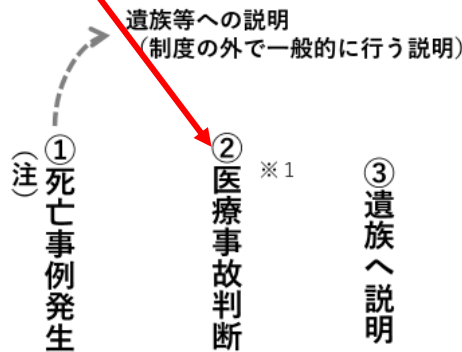 遺族等への説明
（制度の外で一般的に行う説明）
①死亡事例発生
（注）
②医療事故判断
※1
③遺族へ説明